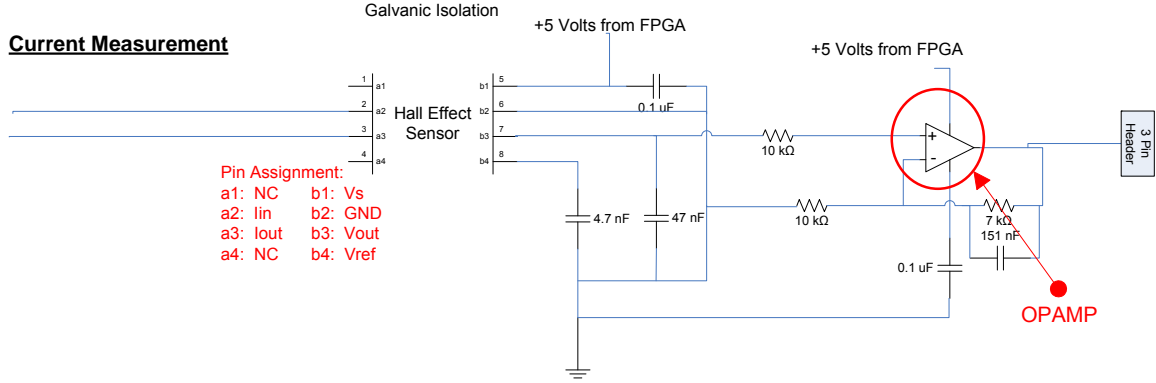 Galvanic Isolation
+5 Volts from FPGA
Current Measurement
+5 Volts from FPGA
1
a1
2
a2
3
a3
4
a4
Hall Effect
Sensor
5
b1
6
b2
7
b3
8
b4
0.1 uF
10 kΩ
+
-
3 Pin
Header
Pin Assignment:
a1: NC b1: Vs
a2: Iin b2: GND
a3: Iout b3: Vout
a4: NC b4: Vref
4.7 nF
47 nF
10 kΩ
7 kΩ
151 nF
0.1 uF
OPAMP